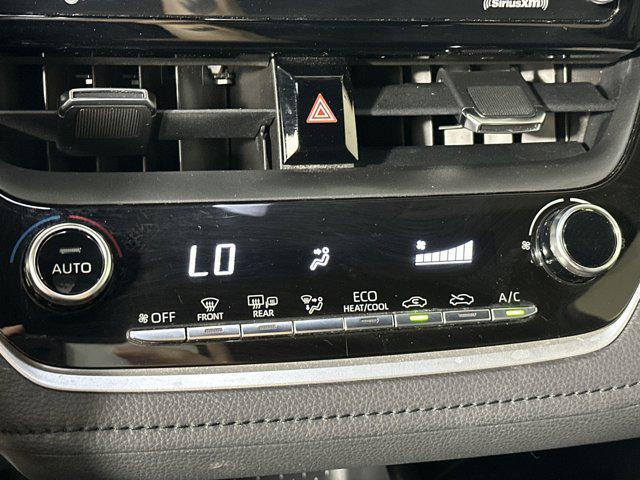 SiriusXM
AUTO
LO
OFF
FRONT
REAR
ECO
HEAT/COOL
A/C